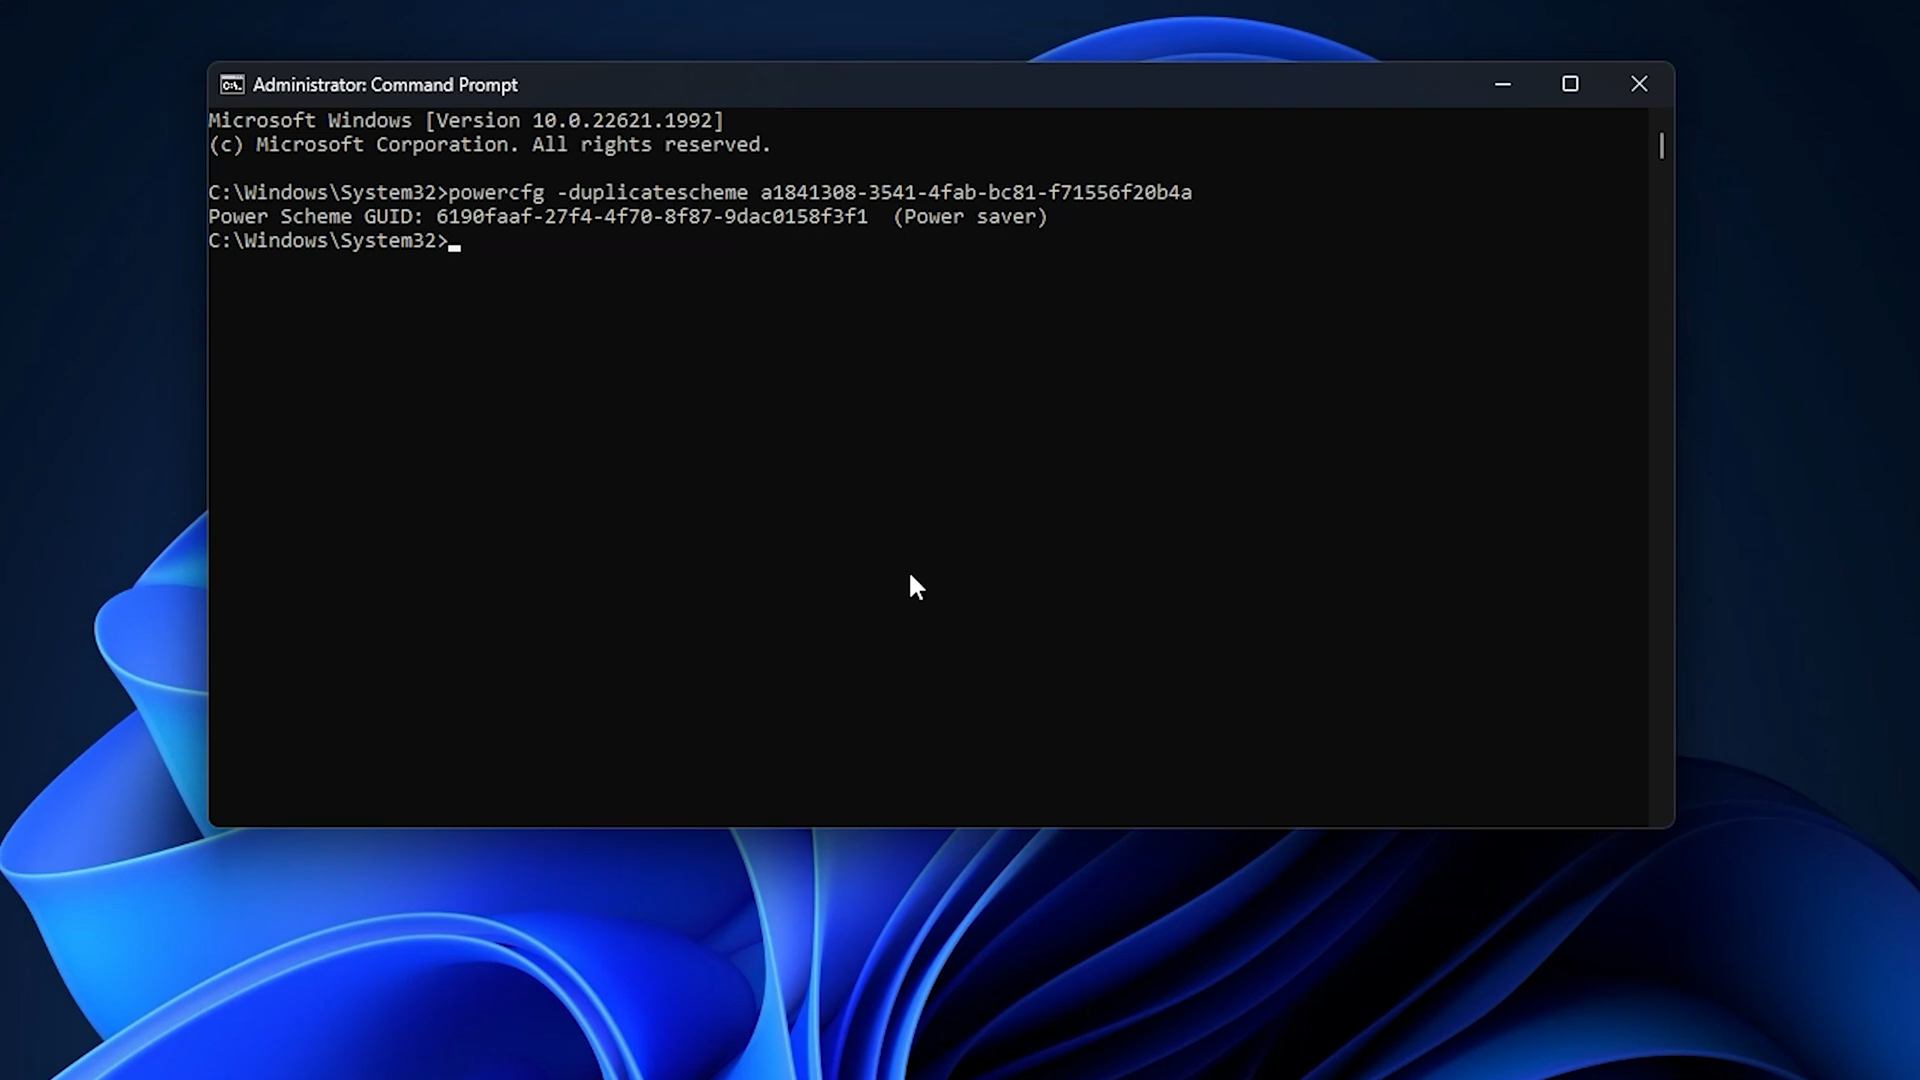 Administrator: Command Prompt
Microsoft Windows [Version 10.0.22621.1992]
(c) Microsoft Corporation. All rights reserved.
C:\Windows\System32>powercfg -duplicatescheme a1841308-3541-4fab-bc81-f71556f20b4a
Power Scheme GUID: 6190faaf-27f4-4f70-8f87-9dac0158f3f1  (Power saver)
C:\Windows\System32>